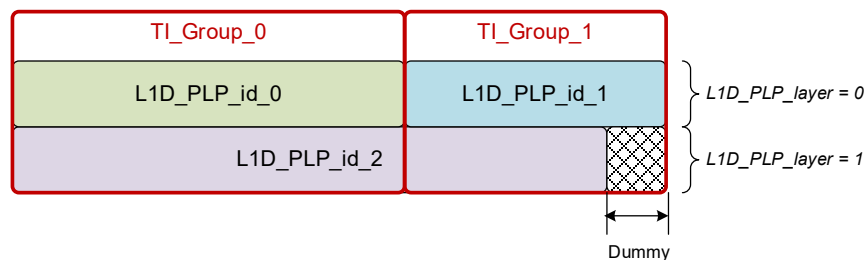 TI_Group_0
TI_Group_1
L1D_PLP_id_0
L1D_PLP_id_1
L1D_PLP_layer = 0
L1D_PLP_id_2
L1D_PLP_layer = 1
Dummy